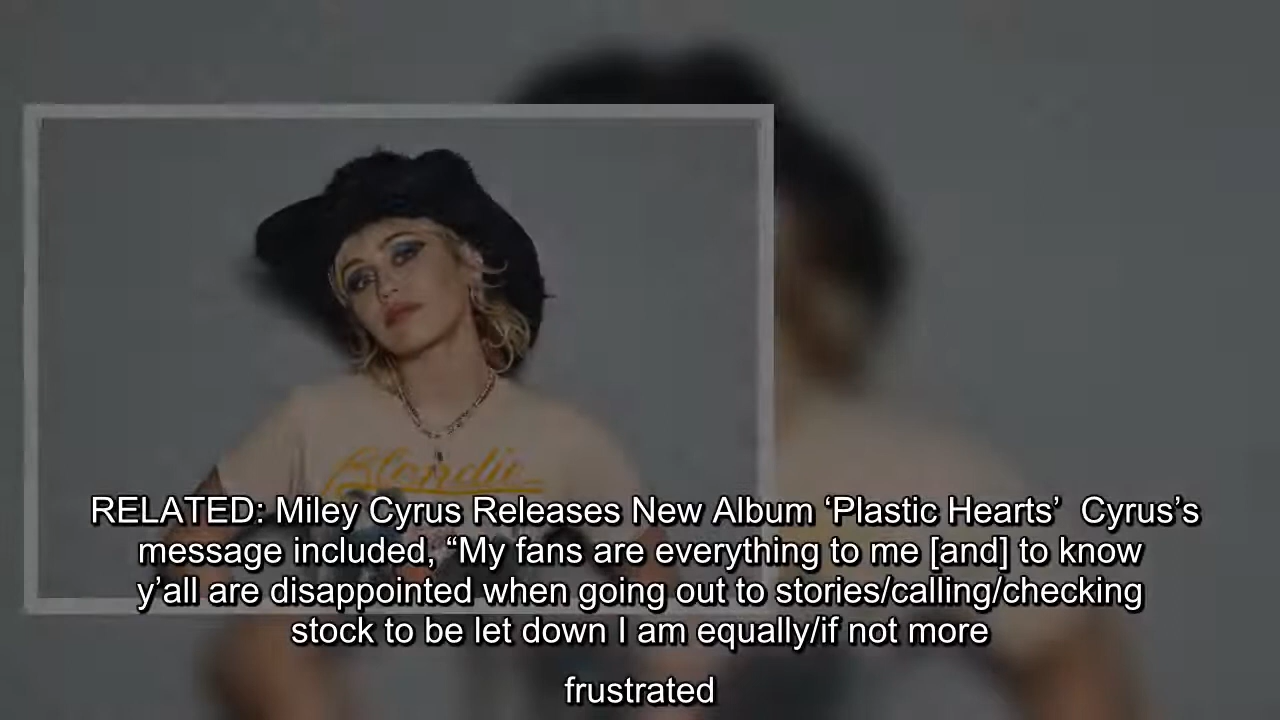 Blondie
RELATED: Miley Cyrus Releases New Album ‘Plastic Hearts’  Cyrus’s
message included, “My fans are everything to me [and] to know
y’all are disappointed when going out to stories/calling/checking
stock to be let down I am equally/if not more
frustrated